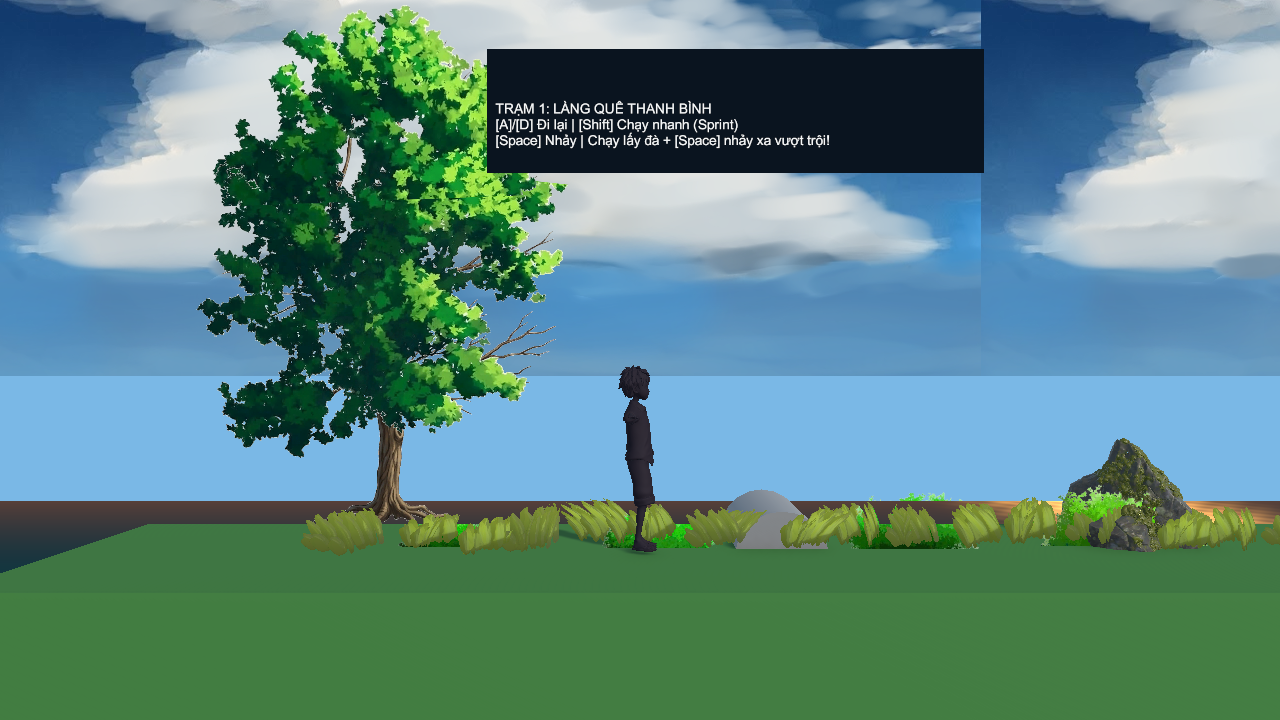 TRẠM 1: LÀNG QUÊ THANH BÌNH
[A]/[D] Đi lại | [Shift] Chạy nhanh (Sprint)
[Space] Nhảy | Chạy lấy đà + [Space] nhảy xa vượt trội!